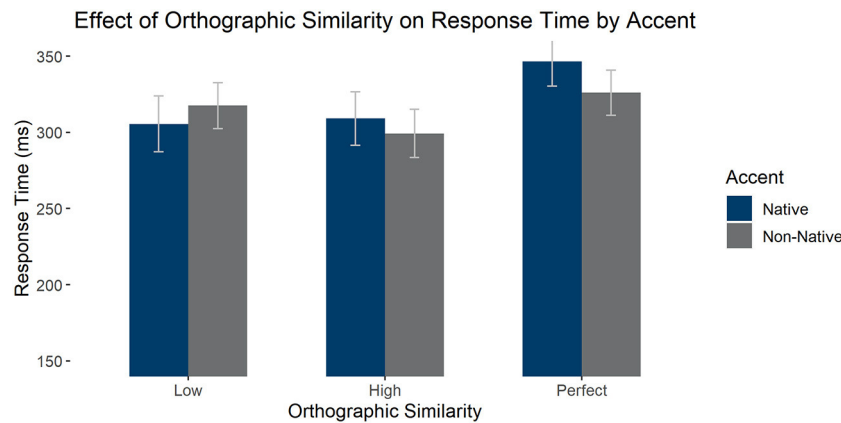 Effect of Orthographic Similarity on Response Time by Accent
Response Time (ms)
350
300
250
200
150
Low
High
Perfect
Orthographic Similarity
Accent
Native
Non-Native